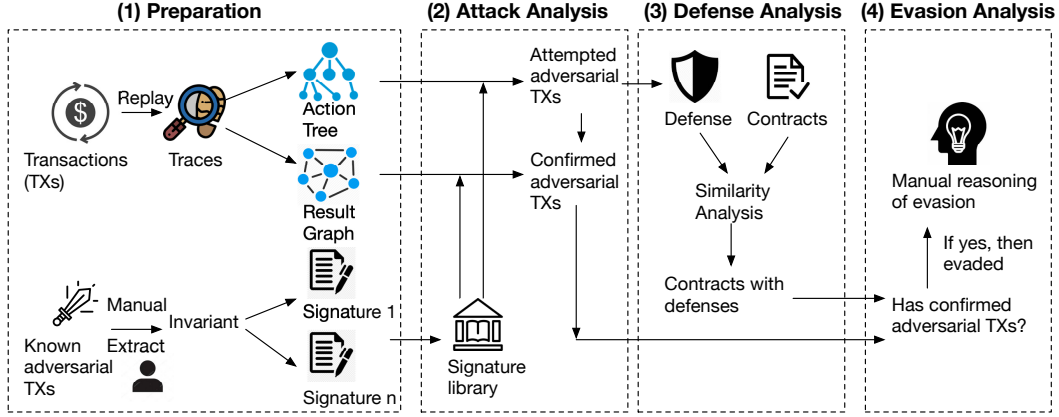 (1) Preparation
(2) Attack Analysis
(3) Defense Analysis
(4) Evasion Analysis
Replay
$
Transactions
(TXs)
Traces
Action
Tree
Result
Graph
Known
adversarial
TXs
Manual
Extract
Invariant
Signature 1
Signature n
Attempted
adversarial
TXs
Confirmed
adversarial
TXs
Signature
library
Defense
Contracts
Similarity
Analysis
Contracts with
defenses
Manual reasoning
of evasion
If yes, then
evaded
Has confirmed
adversarial TXs?